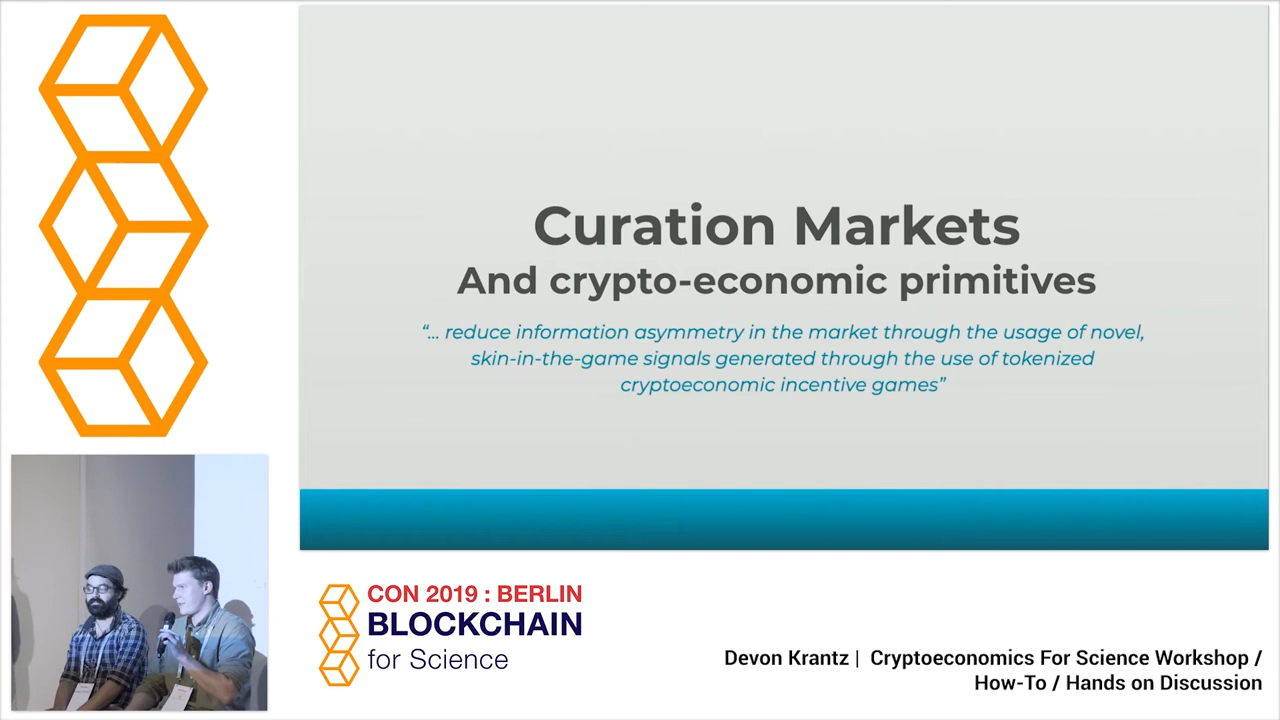 Curation Markets
And crypto-economic primitives
“... reduce information asymmetry in the market through the usage of novel,
skin-in-the-game signals generated through the use of tokenized
cryptoeconomic incentive games”
CON 2019 : BERLIN
BLOCKCHAIN
for Science
Devon Krantz | Cryptoeconomics For Science Workshop /
How-To / Hands on Discussion